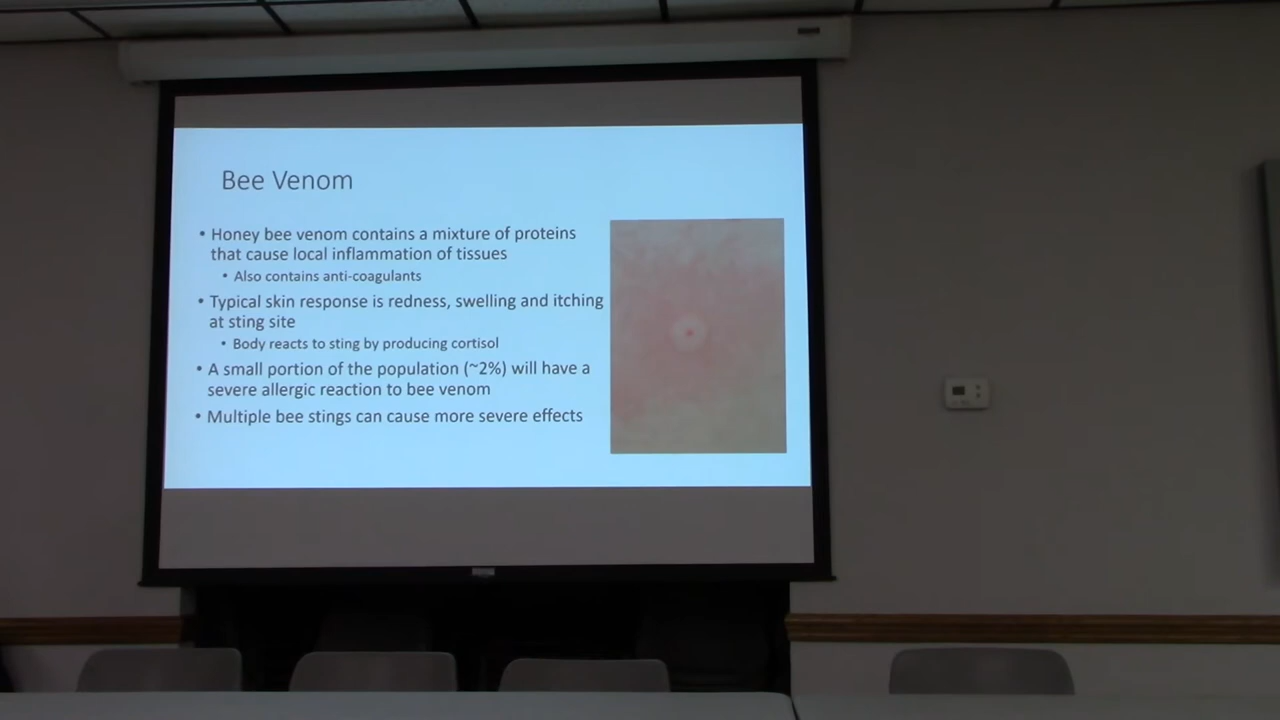 Bee Venom
• Honey bee venom contains a mixture of proteins
that cause local inflammation of tissues
• Also contains anti-coagulants
• Typical skin response is redness, swelling and itching
at sting site
• Body reacts to sting by producing cortisol
• A small portion of the population (~2%) will have a
severe allergic reaction to bee venom
• Multiple bee stings can cause more severe effects